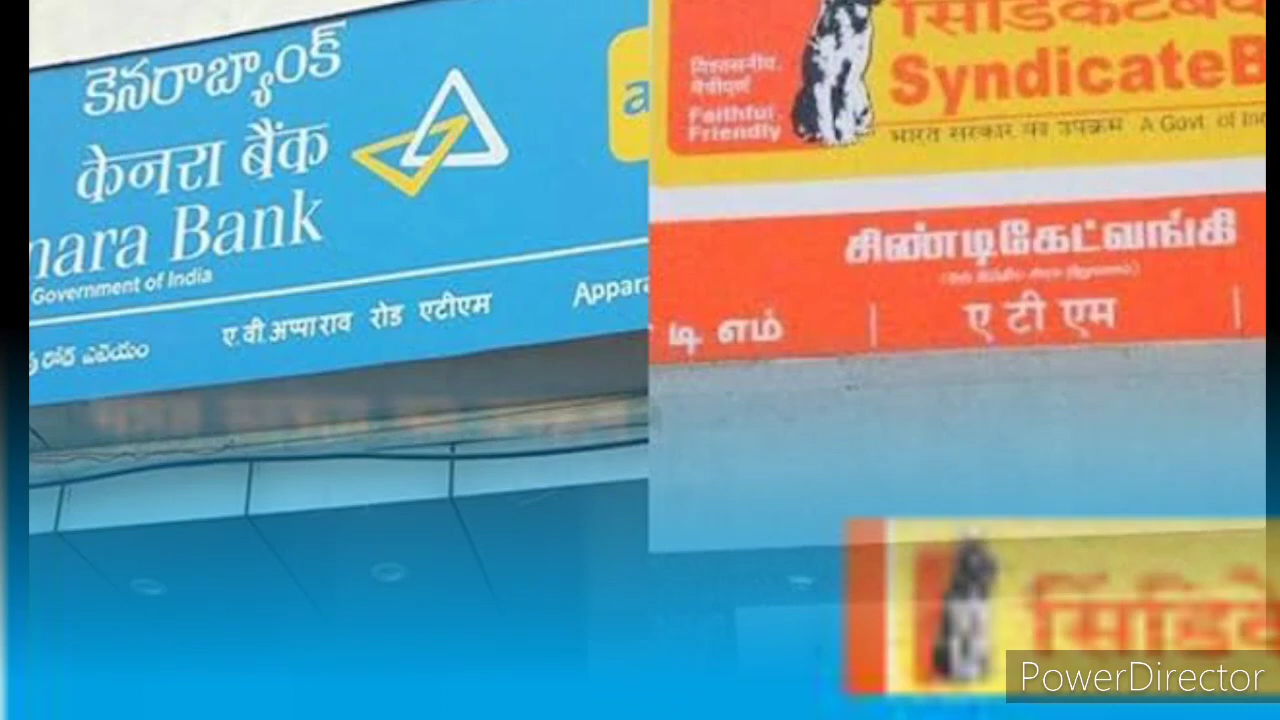 కెనరాబ్యాంక్
केनरा बैंक
nara Bank
Government of India
ए.वी.अप्पाराव रोड एटीएम
Appara
a
सिंडिकेटबैंक
विश्वसनीय.
मैत्रीपूर्ण
Faithful.
Friendly
SyndicateB
भारत सरकार का उपक्रम A Govt. of In
சிண்டிகேட்வங்கி
டி எம்
ए टी एम
सिंडिके
PowerDirector